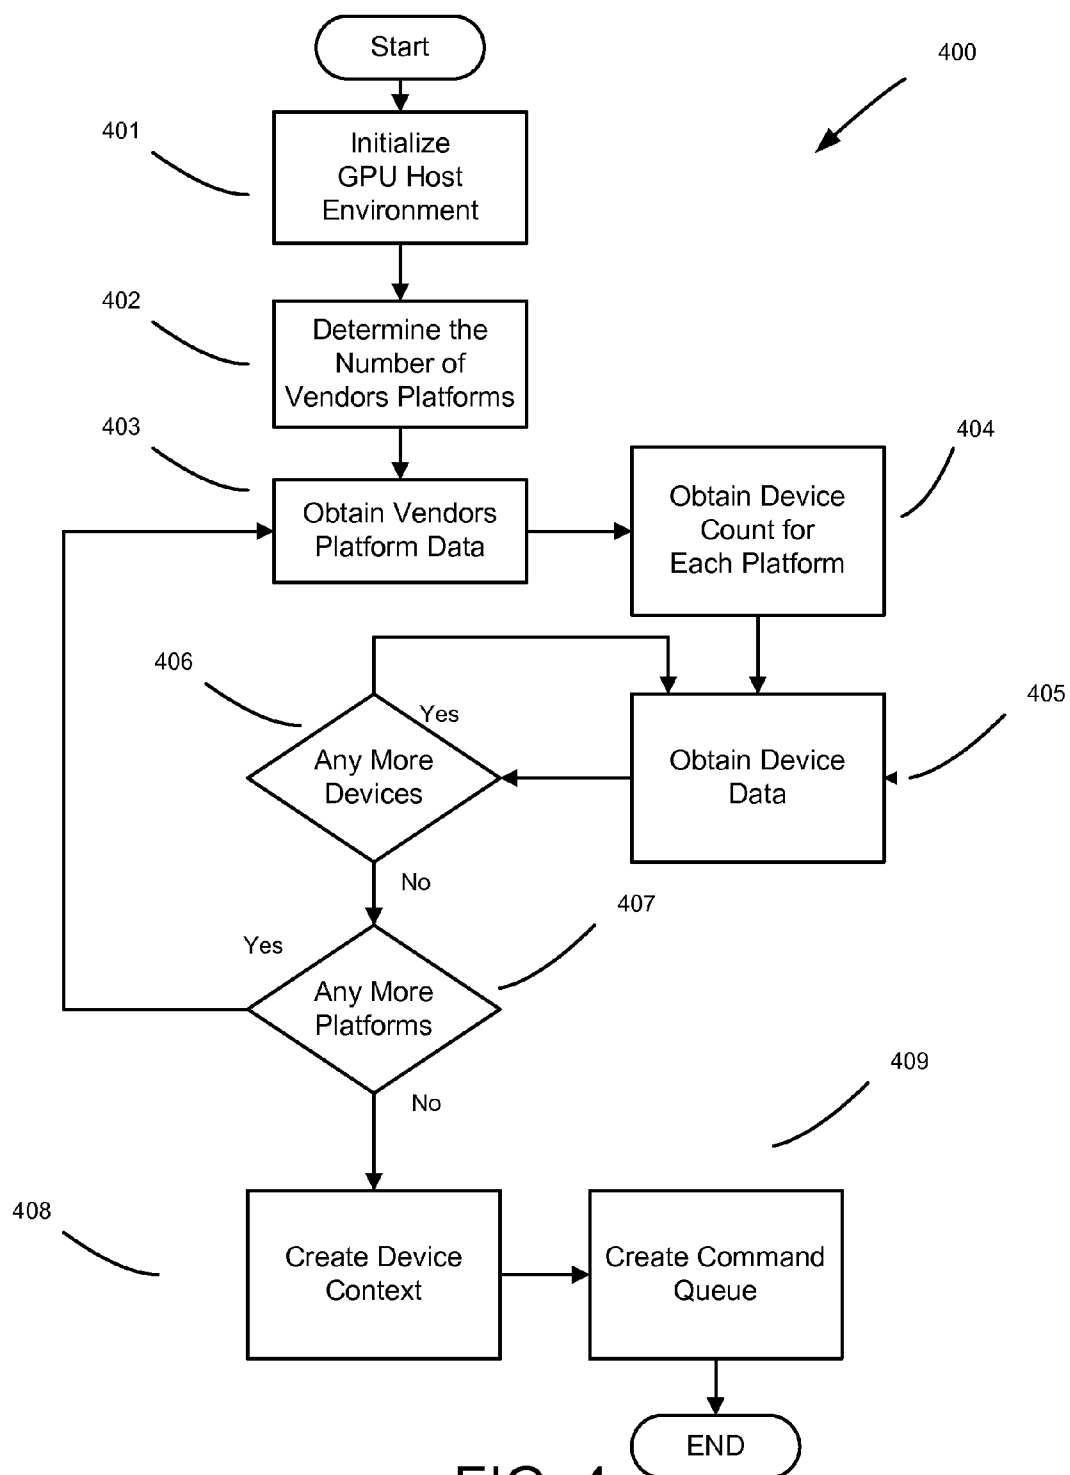 Start
400
401
Initialize
GPU Host
Environment
402
Determine the
Number of
Vendors Platforms
403
Obtain Vendors
Platform Data
404
Obtain Device
Count for
Each Platform
406
Yes
Any More
Devices
405
Obtain Device
Data
No
407
Yes
Any More
Platforms
No
409
408
Create Device
Context
Create Command
Queue
END
FIG. 4